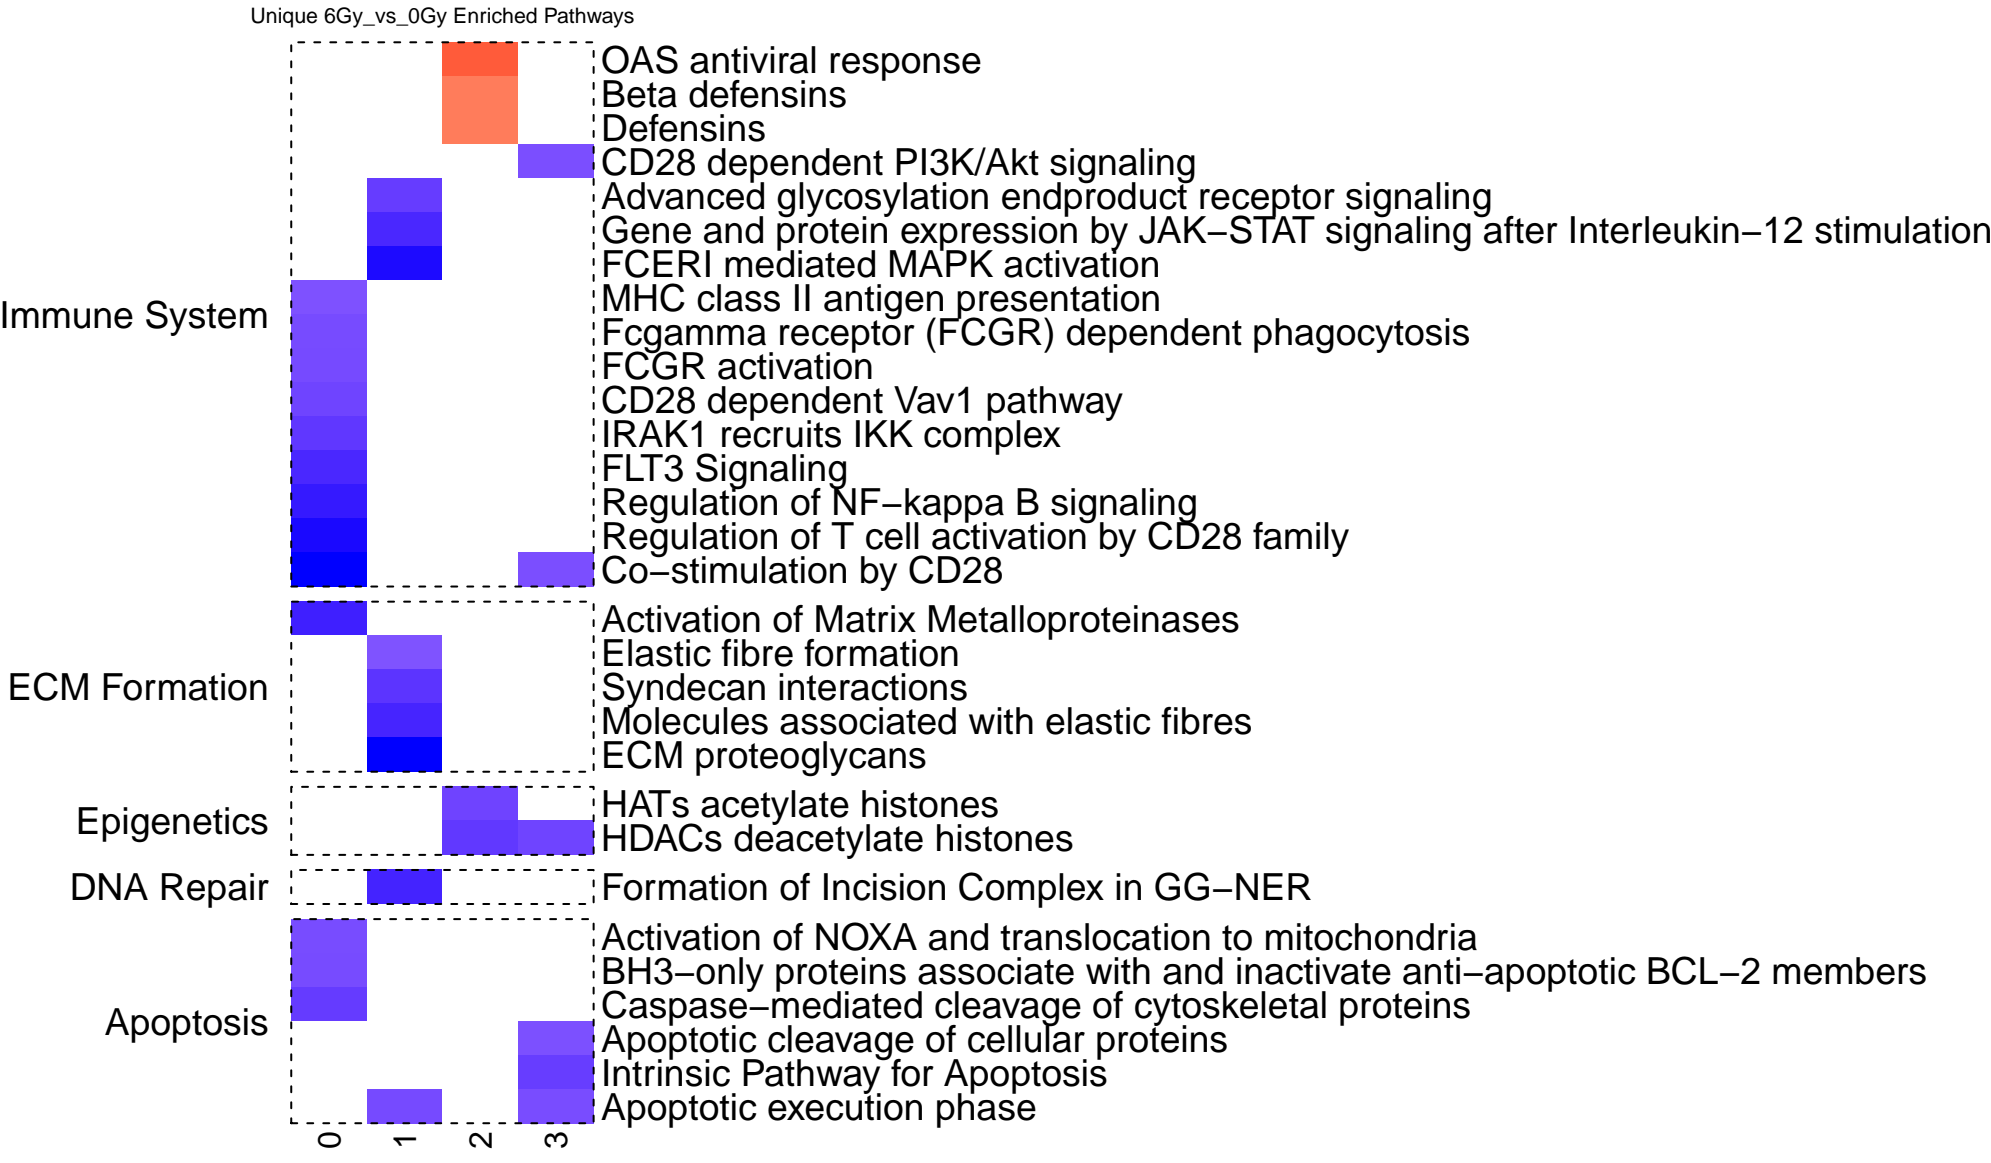 Unique 6Gy_vs_0Gy Enriched Pathways
OAS antiviral response
Beta defensins
Defensins
CD28 dependent PI3K/Akt signaling
Advanced glycosylation endproduct receptor signaling
Gene and protein expression by JAK−STAT signaling after Interleukin−12 stimulation
FCERI mediated MAPK activation
MHC class II antigen presentation
Immune System
Fcgamma receptor (FCGR) dependent phagocytosis
FCGR activation
CD28 dependent Vav1 pathway
IRAK1 recruits IKK complex
FLT3 Signaling
Regulation of NF−kappa B signaling
Regulation of T cell activation by CD28 family
Co−stimulation by CD28
Activation of Matrix Metalloproteinases
Elastic fibre formation
ECM Formation
Syndecan interactions
Molecules associated with elastic fibres
ECM proteoglycans
HATs acetylate histones
Epigenetics
HDACs deacetylate histones
DNA Repair
Formation of Incision Complex in GG−NER
Activation of NOXA and translocation to mitochondria
BH3−only proteins associate with and inactivate anti−apoptotic BCL−2 members
Caspase−mediated cleavage of cytoskeletal proteins
Apoptosis
Apoptotic cleavage of cellular proteins
Intrinsic Pathway for Apoptosis
Apoptotic execution phase
0
1
2
3